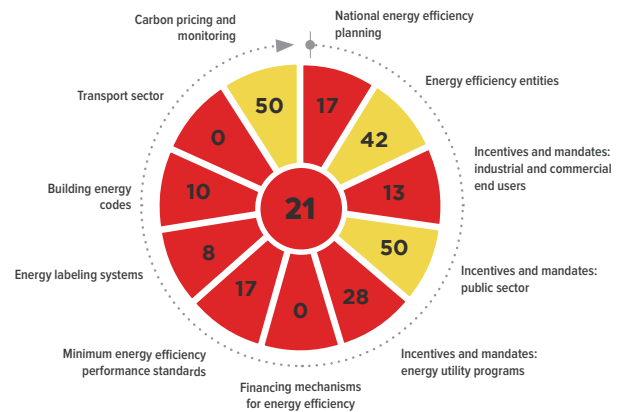 Carbon pricing and
monitoring
National energy efficiency
planning
Energy efficiency entities
Incentives and mandates:
industrial and commercial
end users
Incentives and mandates:
public sector
Incentives and mandates:
energy utility programs
Financing mechanisms
for energy efficiency
Minimum energy efficiency
performance standards
Energy labeling systems
Building energy
codes
Transport sector
50
17
42
13
50
28
0
17
8
10
0
21